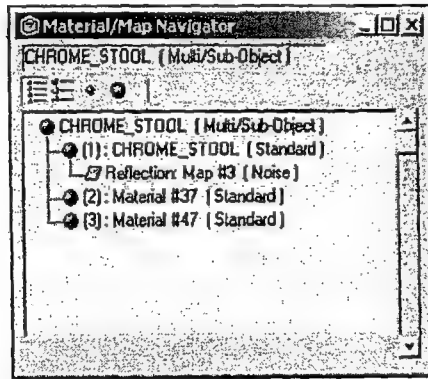 Material/Map Navigator
CHROME_STOOL ( Multi/Sub-Object )
CHROME_STOOL ( Multi/Sub-Object )
(1): CHROME_STOOL ( Standard )
Reflection: Map #3 ( Noise )
(2): Material #37 ( Standard )
(3): Material #47 ( Standard )